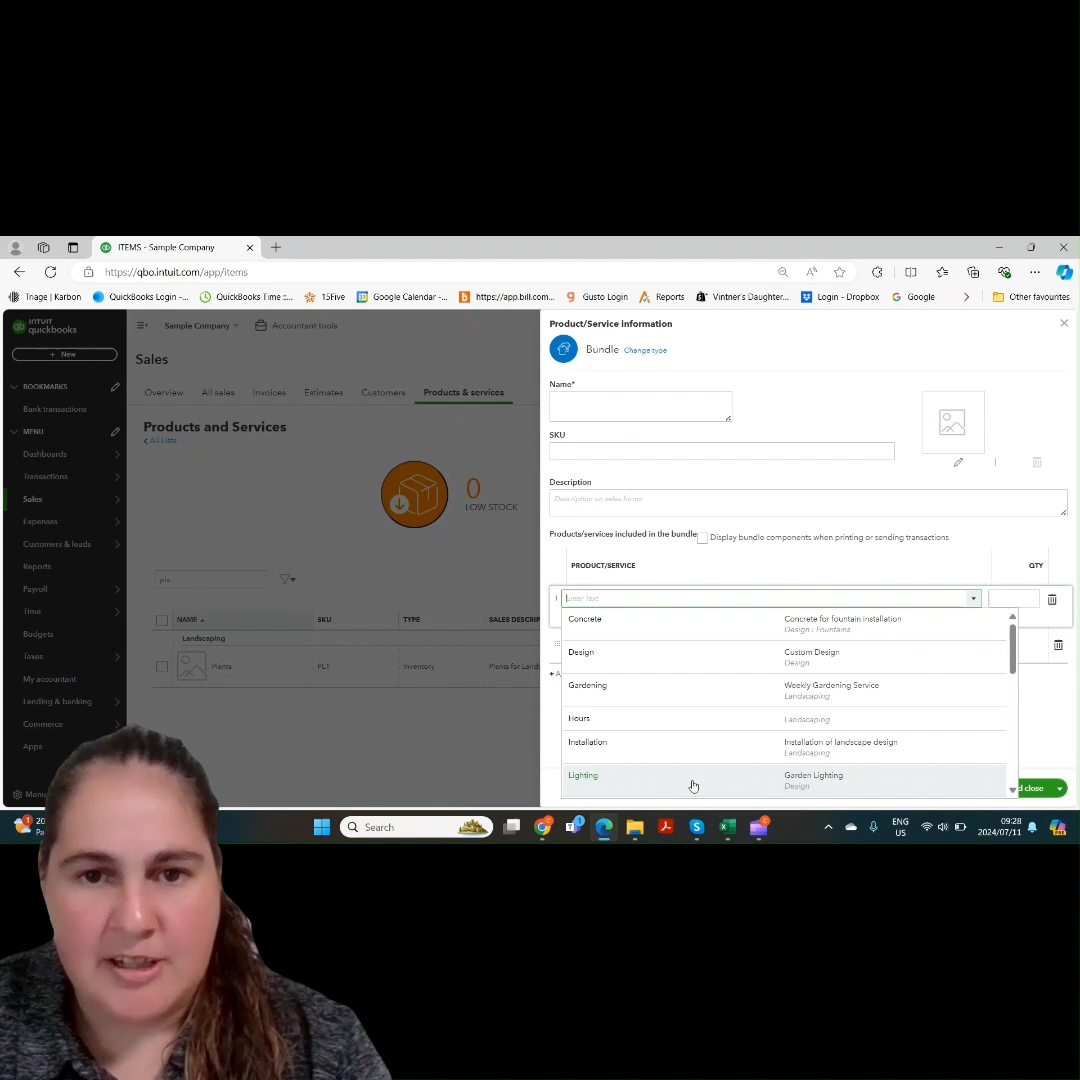 ITEMS - Sample Company
https://qbo.intuit.com/app/items
Triage | Karbon
QuickBooks Login -...
QuickBooks Time ::...
15Five
Google Calendar -...
https://app.bill.com...
Gusto Login
Reports
Vintner's Daughter...
Login - Dropbox
Google
Other favourites
INTUIT
quickbooks
Sample Company
Accountant tools
+ New
Sales
BOOKMARKS
Bank transactions
MENU
Dashboards
Transactions
Sales
Expenses
Customers & leads
Reports
Payroll
Time
Budgets
Taxes
My accountant
Lending & banking
Commerce
Apps
Menu
Overview
All sales
Invoices
Estimates
Customers
Products & services
Products and Services
All Lists
0
LOW STOCK
pla
NAME
SKU
TYPE
SALES DESCRIP
Landscaping
Plants
PL1
Inventory
Plants for Lands
Product/Service information
Bundle
Change type
Name*
SKU
Description
Description on sales forms
Products/services included in the bundle
Display bundle components when printing or sending transactions
PRODUCT/SERVICE
QTY
Enter Text
Concrete
Concrete for fountain installation
Design : Fountains
Design
Custom Design
Design
Gardening
Weekly Gardening Service
Landscaping
Hours
Landscaping
Installation
Installation of landscape design
Landscaping
Lighting
Garden Lighting
Design
d close
20
Search
ENG
US
09:28
2024/07/11